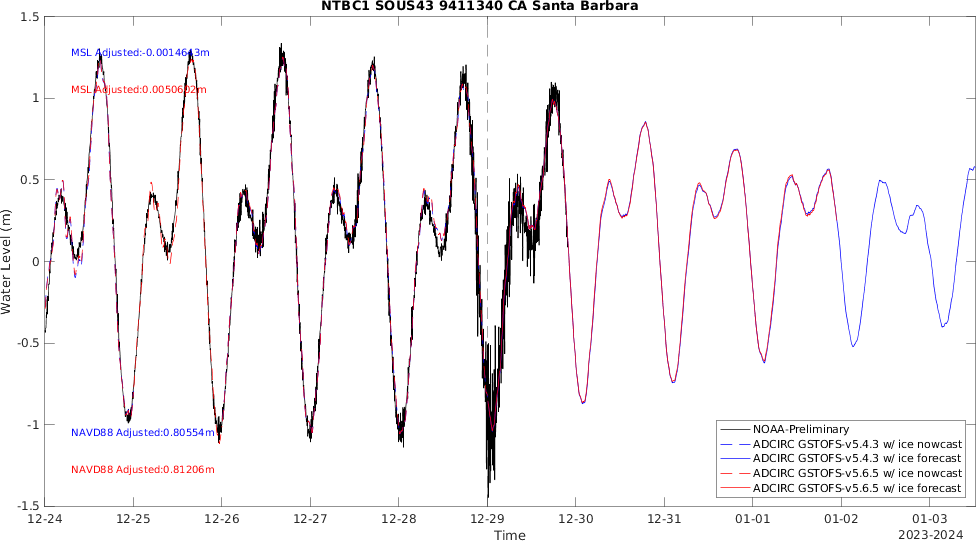 NTBC1 SOUS43 9411340 CA Santa Barbara
1.5
1
0.5
0
-0.5
-1
-1.5
Water Level (m)
MSL Adjusted:-0.0014643m
MSL Adjusted:0.0050602m
NAVD88 Adjusted:0.80554m
NAVD88 Adjusted:0.81206m
NOAA-Preliminary
ADCIRC GSTOFS-v5.4.3 w/ ice nowcast
ADCIRC GSTOFS-v5.4.3 w/ ice forecast
ADCIRC GSTOFS-v5.6.5 w/ ice nowcast
ADCIRC GSTOFS-v5.6.5 w/ ice forecast
12-24 12-25 12-26 12-27 12-28 12-29 12-30 12-31 01-01 01-02 01-03
Time
2023-2024